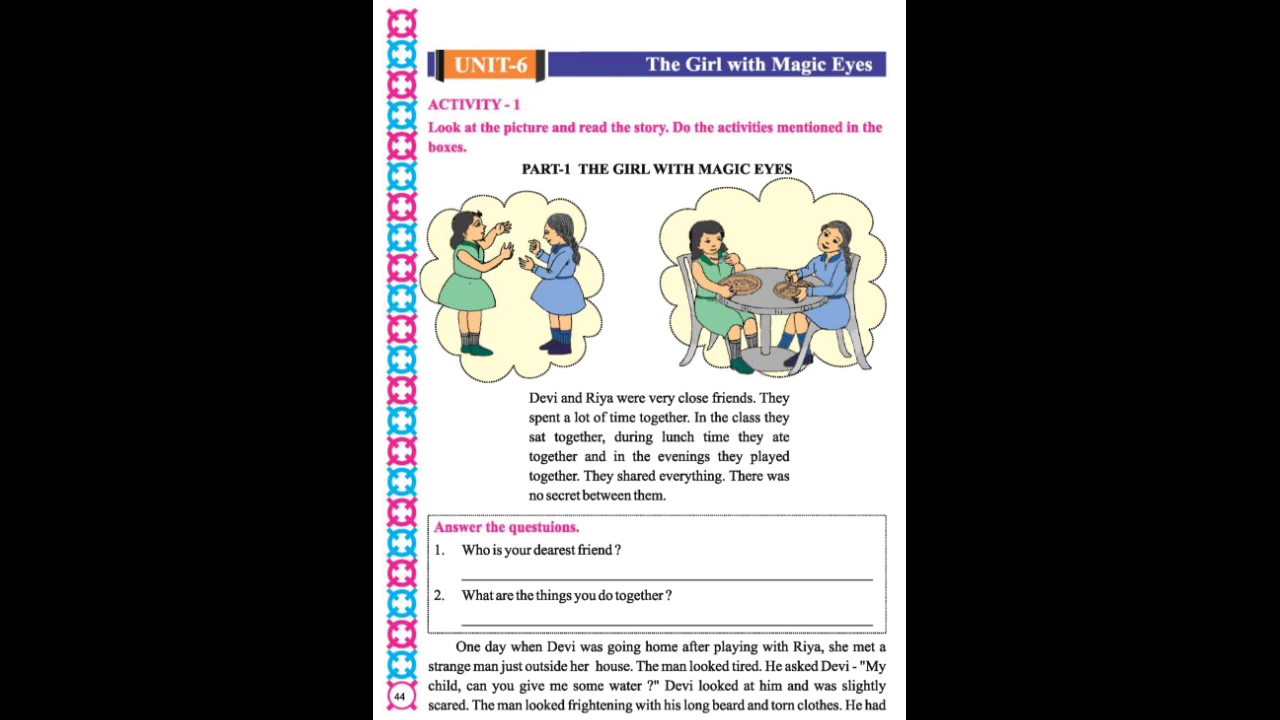 UNIT-6
The Girl with Magic Eyes
ACTIVITY - 1
Look at the picture and read the story. Do the activities mentioned in the
boxes.
PART-1 THE GIRL WITH MAGIC EYES
Devi and Riya were very close friends. They
spent a lot of time together. In the class they
sat together, during lunch time they ate
together and in the evenings they played
together. They shared everything. There was
no secret between them.
Answer the questuions.
1. Who is your dearest friend ?
2. What are the things you do together ?
One day when Devi was going home after playing with Riya, she met a
strange man just outside her house. The man looked tired. He asked Devi - "My
child, can you give me some water ?" Devi looked at him and was slightly
scared. The man looked frightening with his long beard and torn clothes. He had
44